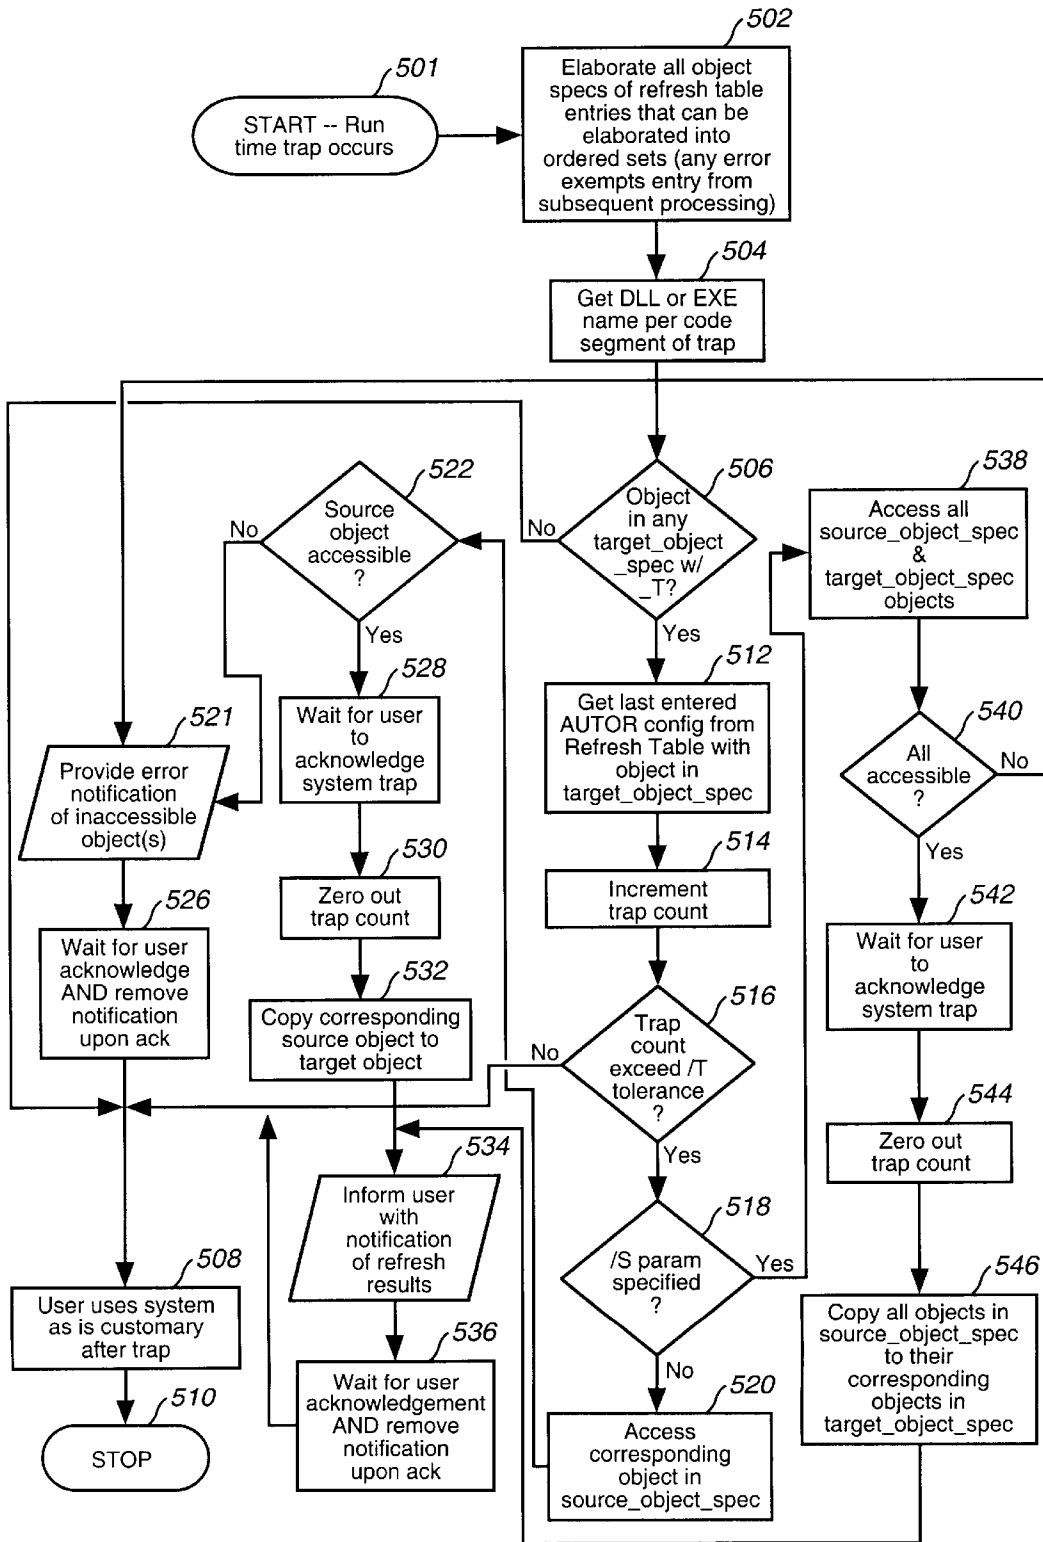 501
START -- Run
time trap occurs
502
Elaborate all object
specs of refresh table
entries that can be
elaborated into
ordered sets (any error
exempts entry from
subsequent processing)
504
Get DLL or EXE
name per code
segment of trap
506
Object
in any
target_object
_spec w/
_T?
No
Yes
522
Source
object
accessible
?
No
Yes
538
Access all
source_object_spec
&
target_object_spec
objects
512
Get last entered
AUTOR config from
Refresh Table with
object in
target_object_spec
528
Wait for user
to
acknowledge
system trap
521
Provide error
notification
of inaccessible
object(s)
540
All
accessible
?
No
Yes
514
Increment
trap count
530
Zero out
trap count
526
Wait for user
acknowledge
AND remove
notification
upon ack
542
Wait for user
to
acknowledge
system trap
532
Copy corresponding
source object to
target object
516
Trap
count
exceed /T
tolerance
?
No
Yes
544
Zero out
trap count
534
Inform user
with
notification
of refresh
results
518
/S param
specified
?
Yes
No
508
User uses system
as is customary
after trap
546
Copy all objects in
source_object_spec
to their
corresponding
objects in
target_object_spec
536
Wait for user
acknowledgement
AND remove
notification
upon ack
520
Access
corresponding
object in
source_object_spec
510
STOP